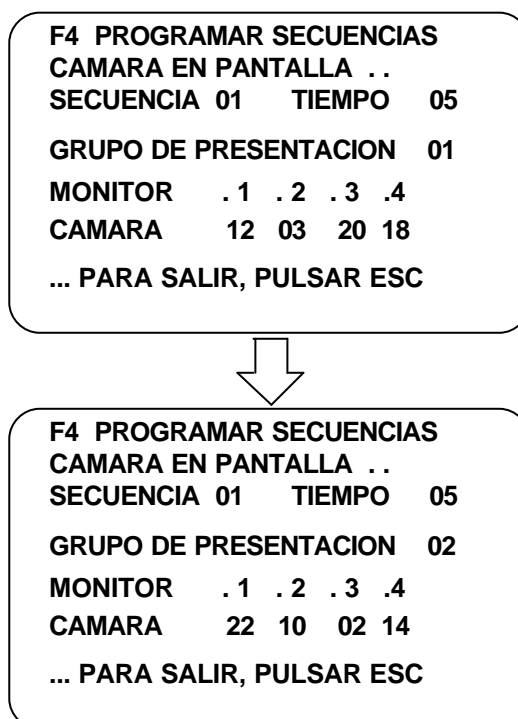 F4 PROGRAMAR SECUENCIAS
CAMARA EN PANTALLA . .
SECUENCIA 01 TIEMPO 05
GRUPO DE PRESENTACION 01
MONITOR . 1 . 2 . 3 .4
CAMARA 12 03 20 18
... PARA SALIR, PULSAR ESC
F4 PROGRAMAR SECUENCIAS
CAMARA EN PANTALLA . .
SECUENCIA 01 TIEMPO 05
GRUPO DE PRESENTACION 02
MONITOR . 1 . 2 . 3 .4
CAMARA 22 10 02 14
... PARA SALIR, PULSAR ESC